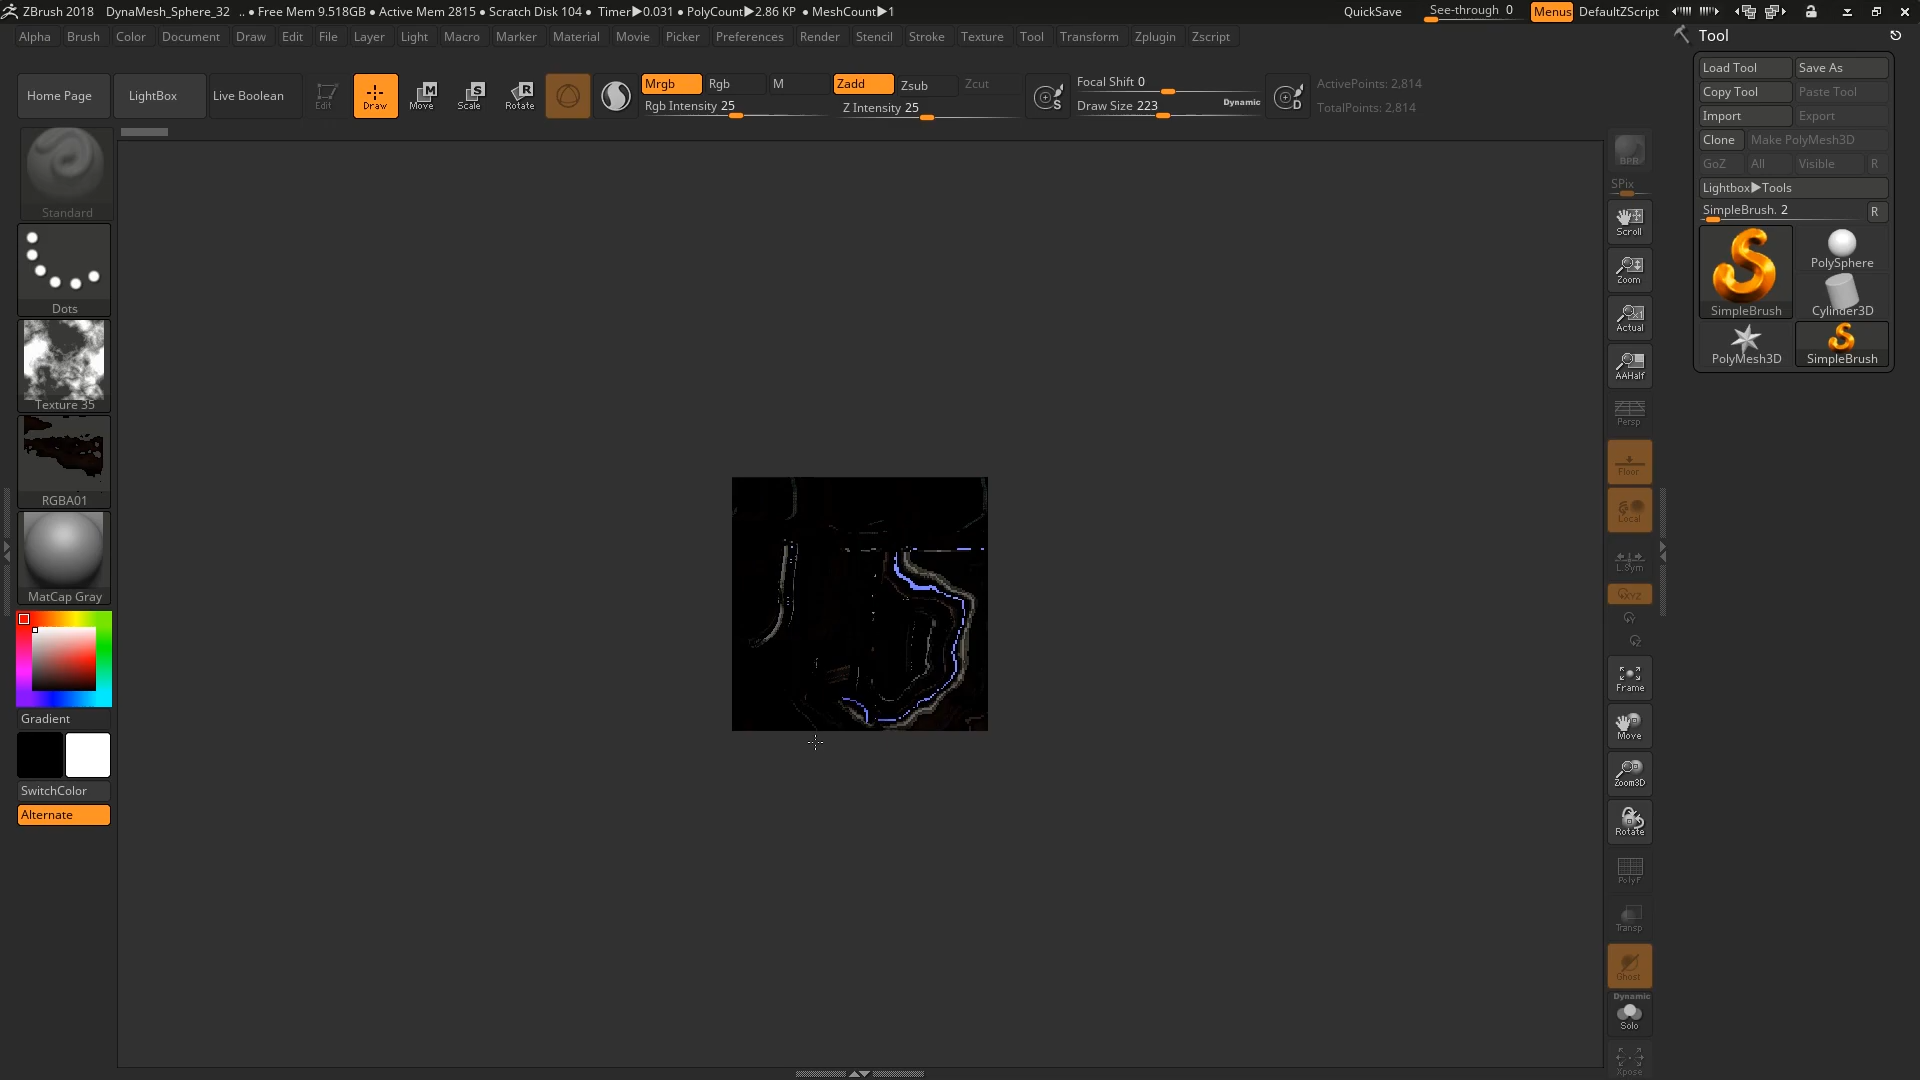 ZBrush 2018 DynaMesh_Sphere_32 .. ● Free Mem 9.518GB ● Active Mem 2815 ● Scratch Disk 104 ● Timer▶0.031 ● PolyCount▶2.86 KP ● MeshCount▶1 QuickSave See-through 0 Menus DefaultZScript
Alpha Brush Color Document Draw Edit File Layer Light Macro Marker Material Movie Picker Preferences Render Stencil Stroke Texture Tool Transform Zplugin Zscript
Home Page LightBox Live Boolean Edit Draw Move Scale Rotate
Mrgb Rgb M Zadd Zsub Zcut
Rgb Intensity 25 Z Intensity 25
Focal Shift 0
Draw Size 223 Dynamic
ActivePoints: 2,814
TotalPoints: 2,814
Standard
Dots
Texture 35
RGBA01
MatCap Gray
Gradient
SwitchColor
Alternate
BPR
SPix
Scroll
Zoom
Actual
AAHalf
Persp
Floor
Local
L.Sym
XYZ
Frame
Move
Zoom3D
Rotate
PolyF
Transp
Ghost
Dynamic
Solo
Xpose
Tool
Load Tool Save As
Copy Tool Paste Tool
Import Export
Clone Make PolyMesh3D
GoZ All Visible R
Lightbox▶Tools
SimpleBrush. 2 R
SimpleBrush PolySphere
Cylinder3D
PolyMesh3D SimpleBrush